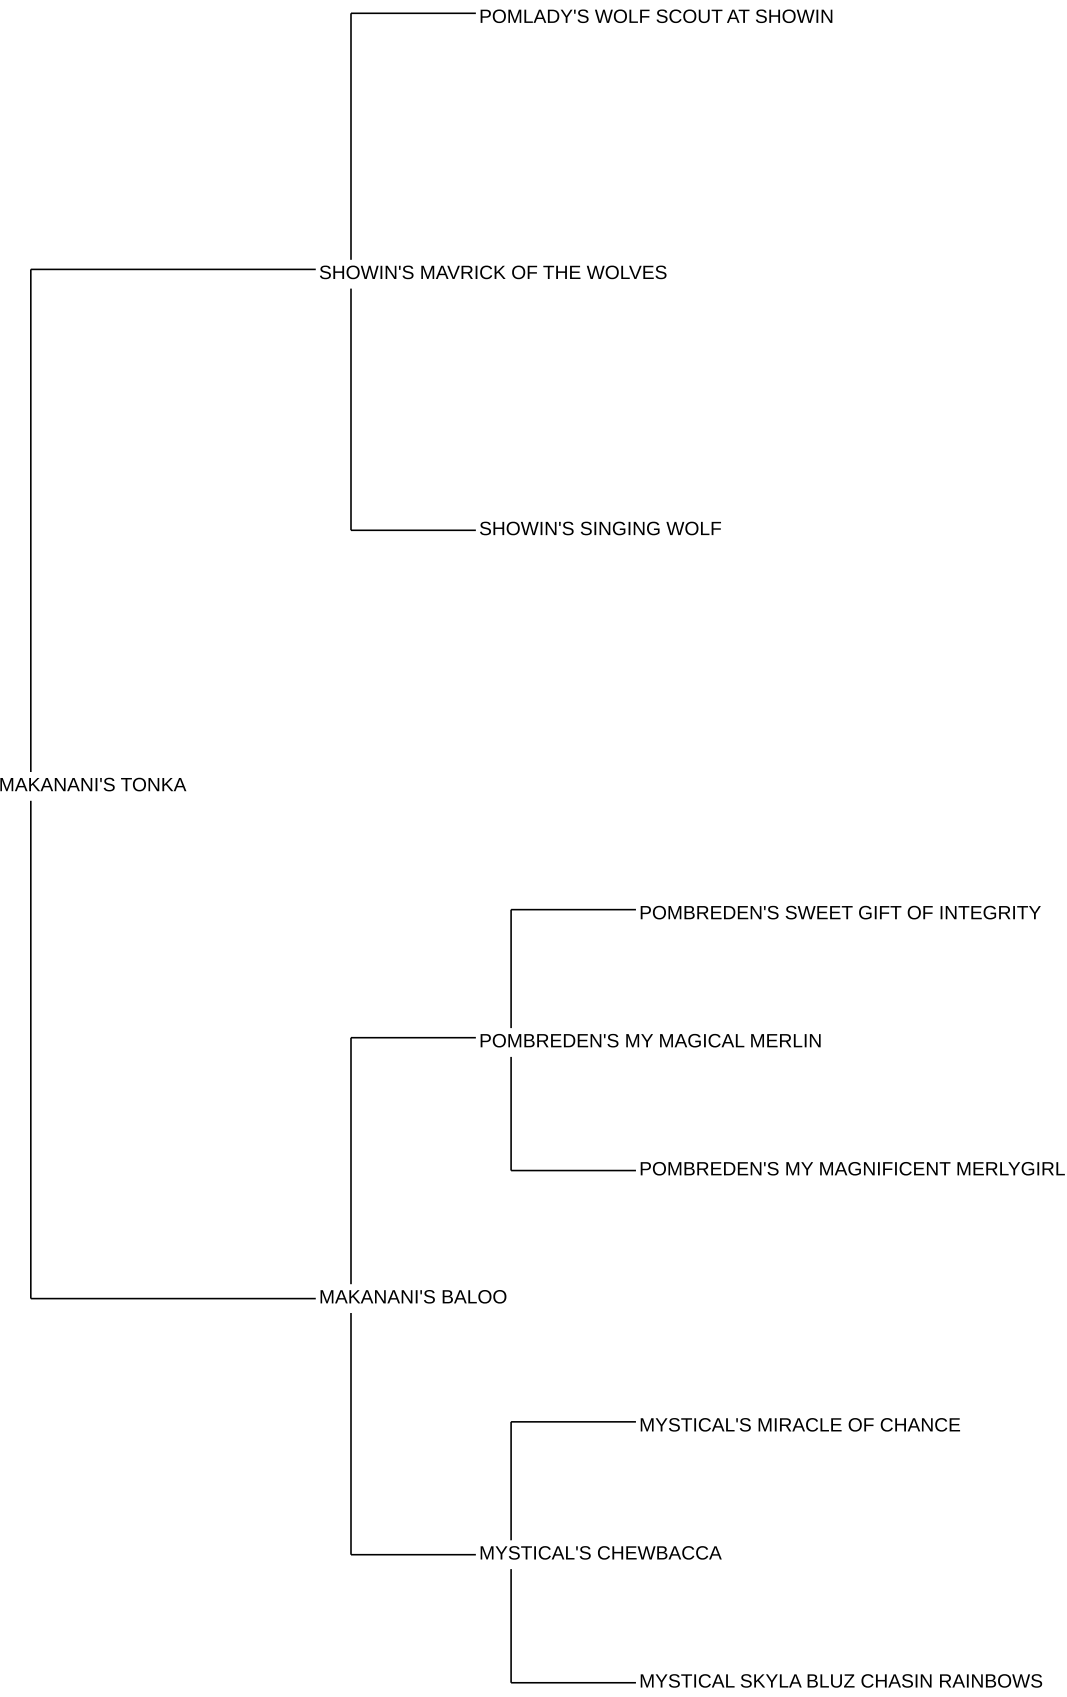 POMLADY'S WOLF SCOUT AT SHOWIN
SHOWIN'S MAVRICK OF THE WOLVES
SHOWIN'S SINGING WOLF
MAKANANI'S TONKA
POMBREDEN'S SWEET GIFT OF INTEGRITY
POMBREDEN'S MY MAGICAL MERLIN
POMBREDEN'S MY MAGNIFICENT MERLYGIRL
MAKANANI'S BALOO
MYSTICAL'S MIRACLE OF CHANCE
MYSTICAL'S CHEWBACCA
MYSTICAL SKYLA BLUZ CHASIN RAINBOWS